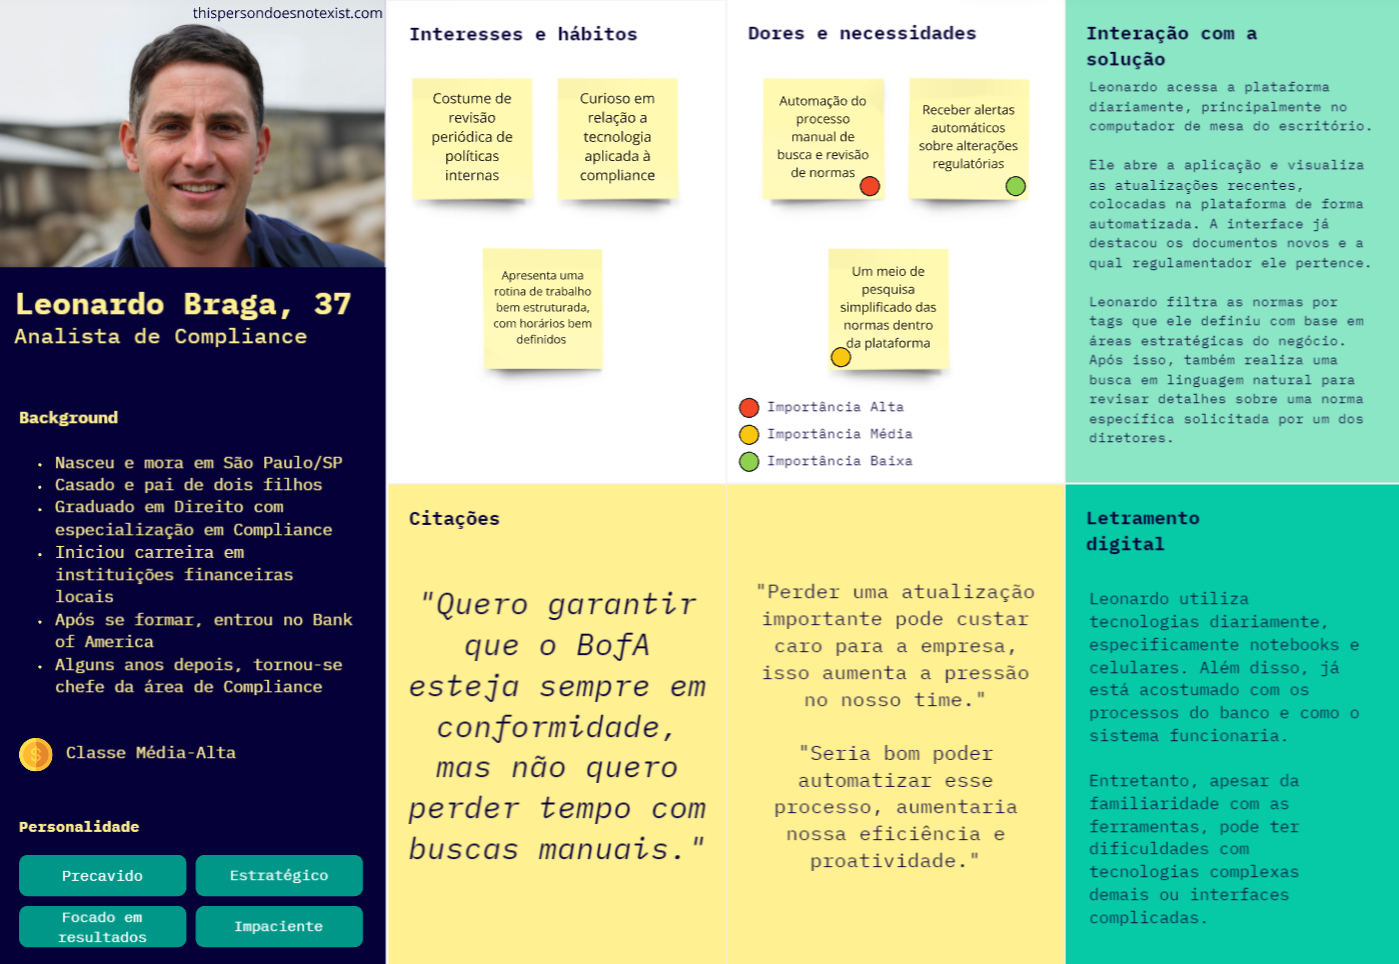 thispersondoesnotexist.com
Leonardo Braga, 37
Analista de Compliance
Background
• Nasceu e mora em São Paulo/SP
• Casado e pai de dois filhos
• Graduado em Direito com
especialização em Compliance
• Iniciou carreira em
instituições financeiras
locais
• Após se formar, entrou no Bank
of America
• Alguns anos depois, tornou-se
chefe da área de Compliance
$
Classe Média-Alta
Personalidade
Precavido
Estratégico
Focado em
resultados
Impaciente
Interesses e hábitos
Costume de
revisão
periódica de
políticas
internas
Curioso em
relação a
tecnologia
aplicada à
compliance
Apresenta uma
rotina de trabalho
bem estruturada,
com horários bem
definidos
Dores e necessidades
Automação do
processo
manual de
busca e revisão
de normas
Receber alertas
automáticos
sobre alterações
regulatórias
Um meio de
pesquisa
simplificado das
normas dentro
da plataforma
Importância Alta
Importância Média
Importância Baixa
Interação com a
solução
Leonardo acessa a plataforma
diariamente, principalmente no
computador de mesa do escritório.
Ele abre a aplicação e visualiza
as atualizações recentes,
colocadas na plataforma de forma
automatizada. A interface já
destacou os documentos novos e a
qual regulamentador ele pertence.
Leonardo filtra as normas por
tags que ele definiu com base em
áreas estratégicas do negócio.
Após isso, também realiza uma
busca em linguagem natural para
revisar detalhes sobre uma norma
específica solicitada por um dos
diretores.
Citações
"Quero garantir
que o BofA
esteja sempre em
conformidade,
mas não quero
perder tempo com
buscas manuais."
"Perder uma atualização
importante pode custar
caro para a empresa,
isso aumenta a pressão
no nosso time."
"Seria bom poder
automatizar esse
processo, aumentaria
nossa eficiência e
proatividade."
Letramento
digital
Leonardo utiliza
tecnologias diariamente,
especificamente notebooks e
celulares. Além disso, já
está acostumado com os
processos do banco e como o
sistema funcionaria.
Entretanto, apesar da
familiaridade com as
ferramentas, pode ter
dificuldades com
tecnologias complexas
demais ou interfaces
complicadas.